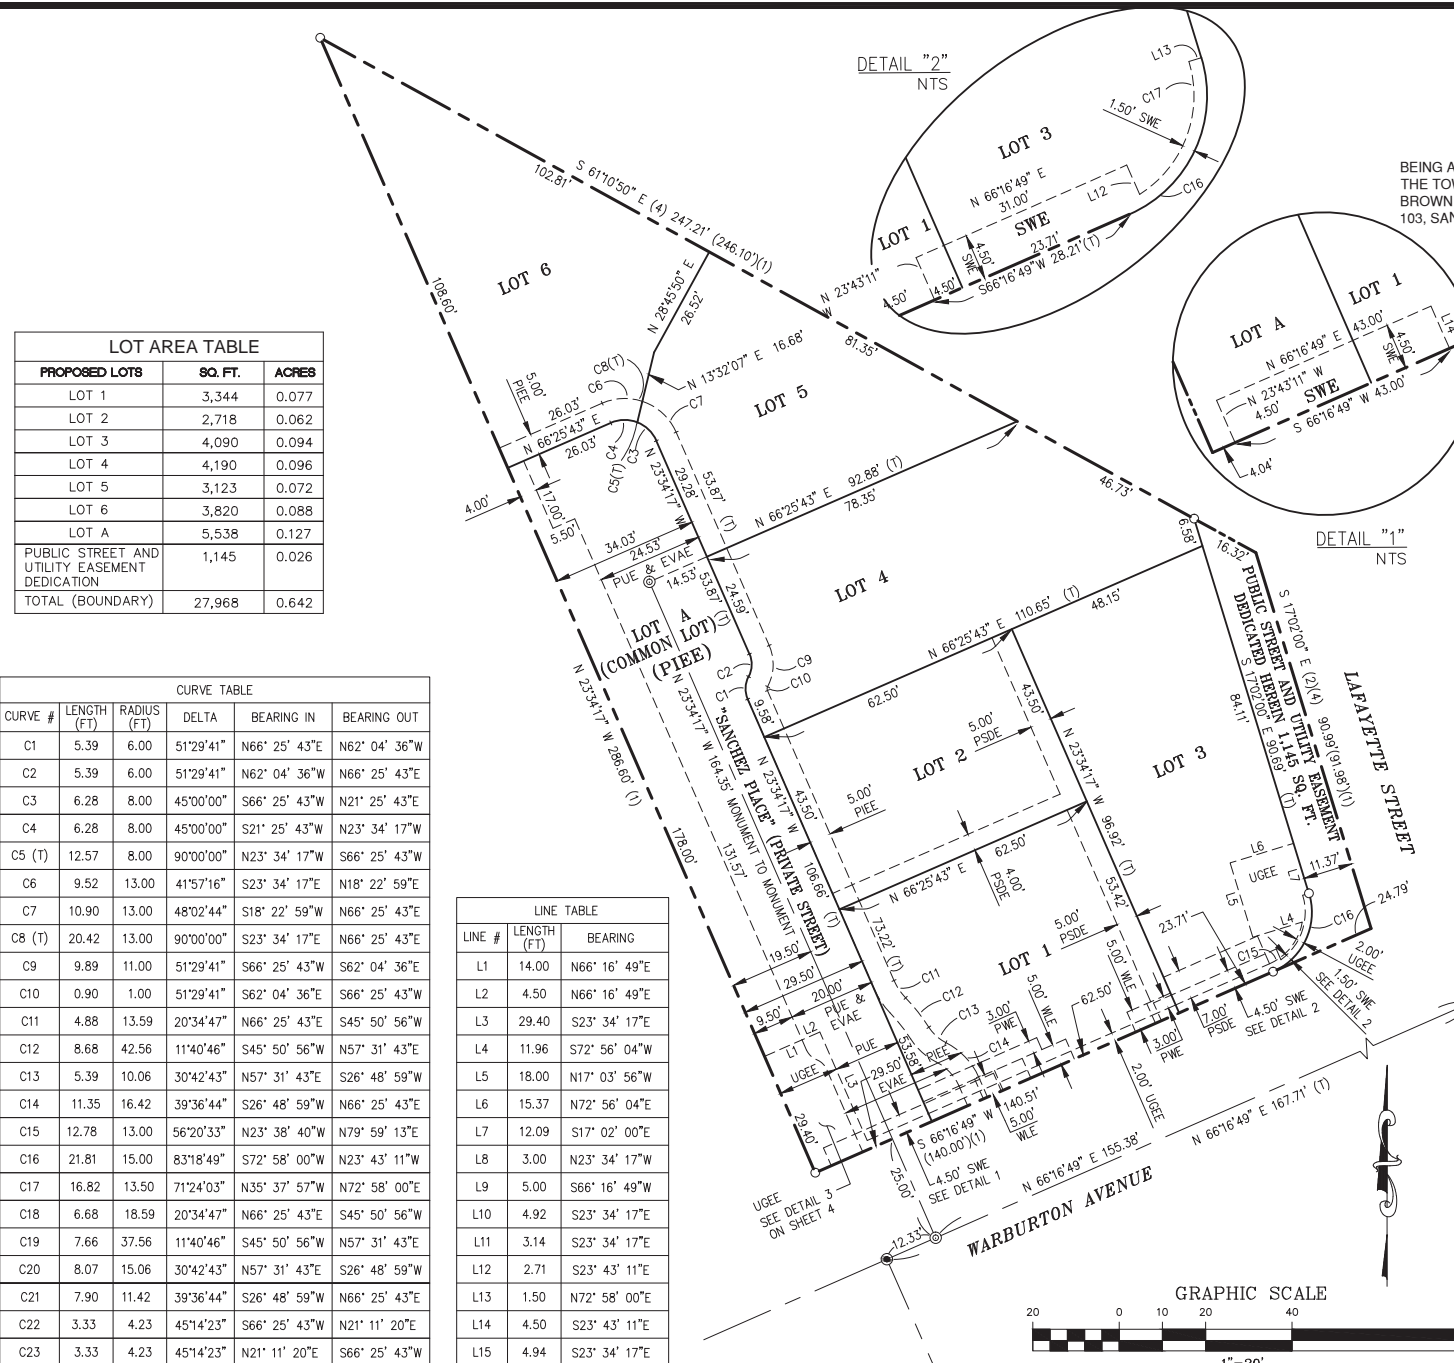 DETAIL "2"
NTS
L13
C17
1.50' SWE
LOT 3
N 66°16'49" E
31.00'
L12
C16
SWE
LOT 1
4.50'
SWE
23.71'
S66°16'49"W 28.21'(T)
N 23°43'11" W
4.50'
4.50'
BEING A
THE TOW
BROWN
103, SAN
LOT 1
LOT A
N 66°16'49" E 43.00'
4.50'
SWE
L14
N 23°43'11" W
4.50'
SWE
S 66°16'49" W 43.00'
4.04'
DETAIL "1"
NTS
S 61°10'50" E (4) 247.21' (246.10')(1)
102.81'
108.60'
LOT 6
N 28°45'50" E
26.52'
81.35'
N 13°32'07" E 16.68'
C8(T)
C6
C7
LOT 5
5.00'
PIEE
26.03'
N 66°25'43" E
26.03'
C4
C5(T)
C3
N 23°34'17" W
29.28'
53.87' (T)
N 66°25'43" E 92.88' (T)
78.35'
46.73'
4.00'
17.00'
5.50'
34.03'
24.53'
PUE & EVAE
14.53'
53.87' (T)
24.59'
LOT 4
6.58'
16.32'
LOT A
(COMMON LOT)
(PIEE)
C2
C1
C9
C10
9.58'
N 66°25'43" E 110.65' (T)
48.15'
62.50'
43.50'
PUBLIC STREET AND UTILITY EASEMENT
DEDICATED HEREIN 1,145 SQ. FT.
S 17°02'00" E (2)(4) 90.99'(91.98')(1)
S 17°02'00" E 90.69' (T)
84.11'
LAFAYETTE STREET
N 23°34'17" W 286.60' (1)
178.00'
N 23°34'17" W 164.35' MONUMENT TO MONUMENT
131.57'
"SANCHEZ PLACE" (PRIVATE STREET)
N 23°34'17" W 106.66' (T)
43.50'
LOT 2
5.00'
PSDE
5.00'
PIEE
LOT 3
N 23°34'17" W 96.92' (T)
53.42'
N 66°25'43" E 62.50'
4.00'
PSDE
L6
UGEE
L5
L7
11.37'
L4
C16
24.79'
23.71'
C15
2.00'
UGEE
1.50' SWE
SEE DETAIL 2
4.50' SWE
SEE DETAIL 2
7.00'
PSDE
3.00'
PWE
2.00' UGEE
LOT 1
5.00'
PSDE
5.00' WLE
62.50'
73.22' (T)
19.50'
29.50'
20.00'
PUE &
EVAE
9.50'
C11
C12
C13
C14
3.00'
PWE
5.00' WLE
L2
L1
UGEE
PUE
L3
53.58'
PIEE
29.50'
EVAE
S 66°16'49" W 140.51'
(140.00')(1)
5.00'
WLE
29.40'
25.00'
4.50' SWE
SEE DETAIL 1
UGEE
SEE DETAIL 3
ON SHEET 4
N 66°16'49" E 155.38'
N 66°16'49" E 167.71' (T)
WARBURTON AVENUE
12.33'
LOT AREA TABLE
PROPOSED LOTS SQ. FT. ACRES
LOT 1 3,344 0.077
LOT 2 2,718 0.062
LOT 3 4,090 0.094
LOT 4 4,190 0.096
LOT 5 3,123 0.072
LOT 6 3,820 0.088
LOT A 5,538 0.127
PUBLIC STREET AND 1,145 0.026
UTILITY EASEMENT
DEDICATION
TOTAL (BOUNDARY) 27,968 0.642
CURVE TABLE
CURVE # LENGTH (FT) RADIUS (FT) DELTA BEARING IN BEARING OUT
C1 5.39 6.00 51°29'41" N66° 25' 43"E N62° 04' 36"W
C2 5.39 6.00 51°29'41" N62° 04' 36"W N66° 25' 43"E
C3 6.28 8.00 45°00'00" S66° 25' 43"W N21° 25' 43"E
C4 6.28 8.00 45°00'00" S21° 25' 43"W N23° 34' 17"W
C5 (T) 12.57 8.00 90°00'00" N23° 34' 17"W S66° 25' 43"W
C6 9.52 13.00 41°57'16" S23° 34' 17"E N18° 22' 59"E
C7 10.90 13.00 48°02'44" S18° 22' 59"W N66° 25' 43"E
C8 (T) 20.42 13.00 90°00'00" S23° 34' 17"E N66° 25' 43"E
C9 9.89 11.00 51°29'41" S66° 25' 43"W S62° 04' 36"E
C10 0.90 1.00 51°29'41" S62° 04' 36"E S66° 25' 43"W
C11 4.88 13.59 20°34'47" N66° 25' 43"E S45° 50' 56"W
C12 8.68 42.56 11°40'46" S45° 50' 56"W N57° 31' 43"E
C13 5.39 10.06 30°42'43" N57° 31' 43"E S26° 48' 59"W
C14 11.35 16.42 39°36'44" S26° 48' 59"W N66° 25' 43"E
C15 12.78 13.00 56°20'33" N23° 38' 40"W N79° 59' 13"E
C16 21.81 15.00 83°18'49" S72° 58' 00"W N23° 43' 11"W
C17 16.82 13.50 71°24'03" N35° 37' 57"W N72° 58' 00"E
C18 6.68 18.59 20°34'47" N66° 25' 43"E S45° 50' 56"W
C19 7.66 37.56 11°40'46" S45° 50' 56"W N57° 31' 43"E
C20 8.07 15.06 30°42'43" N57° 31' 43"E S26° 48' 59"W
C21 7.90 11.42 39°36'44" S26° 48' 59"W N66° 25' 43"E
C22 3.33 4.23 45°14'23" S66° 25' 43"W N21° 11' 20"E
C23 3.33 4.23 45°14'23" N21° 11' 20"E S66° 25' 43"W
LINE TABLE
LINE # LENGTH (FT) BEARING
L1 14.00 N66° 16' 49"E
L2 4.50 N66° 16' 49"E
L3 29.40 S23° 34' 17"E
L4 11.96 S72° 56' 04"W
L5 18.00 N17° 03' 56"W
L6 15.37 N72° 56' 04"E
L7 12.09 S17° 02' 00"E
L8 3.00 N23° 34' 17"W
L9 5.00 S66° 16' 49"W
L10 4.92 S23° 34' 17"E
L11 3.14 S23° 34' 17"E
L12 2.71 S23° 43' 11"E
L13 1.50 N72° 58' 00"E
L14 4.50 S23° 43' 11"E
L15 4.94 S23° 34' 17"E
GRAPHIC SCALE
20 0 10 20 40
1"=20'